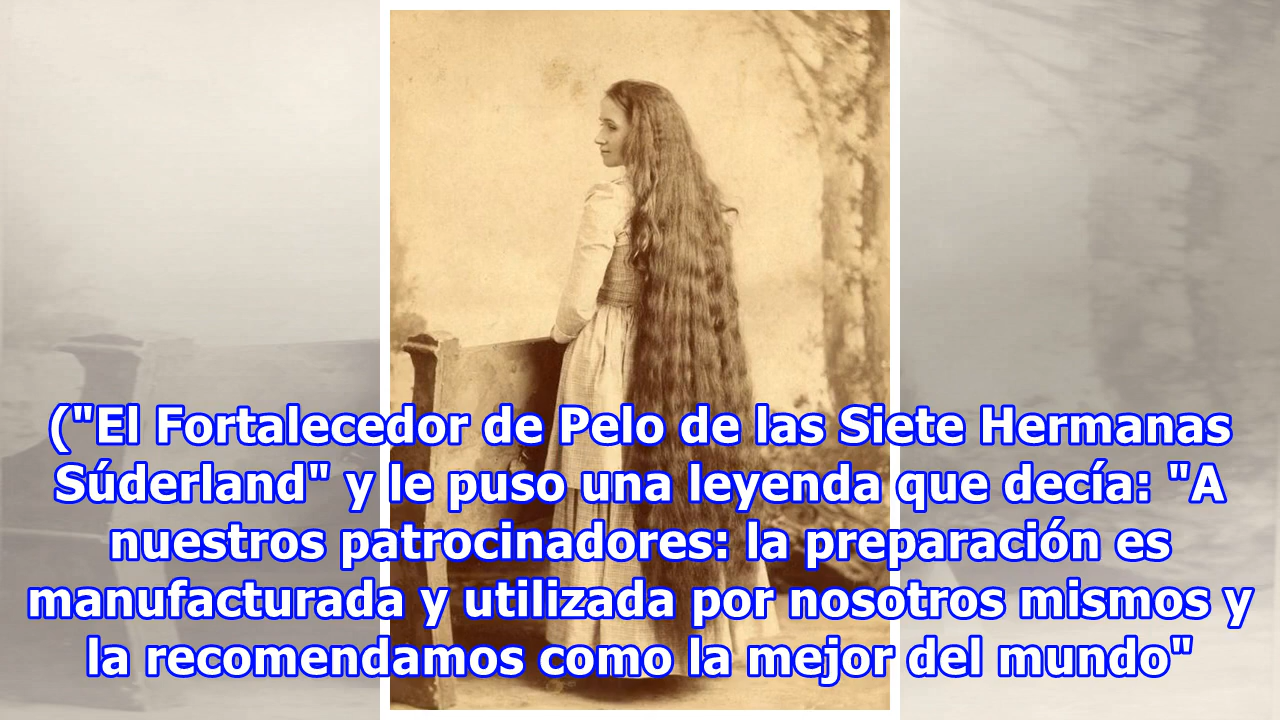 ("El Fortalecedor de Pelo de las Siete Hermanas
Súderland" y le puso una leyenda que decía: "A
nuestros patrocinadores: la preparación es
manufacturada y utilizada por nosotros mismos y
la recomendamos como la mejor del mundo"